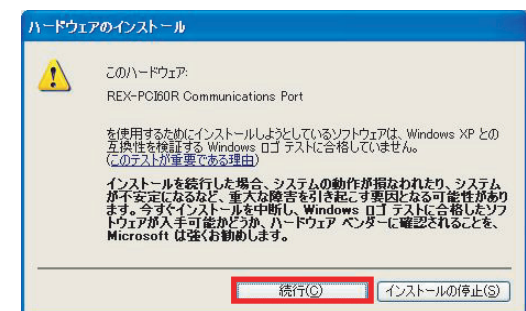 ハードウェアのインストール
このハードウェア:
REX-PCI60R Communications Port
を使用するためにインストールしようとしているソフトウェアは、Windows XP との
互換性を検証する Windows ロゴ テストに合格していません。
(このテストが重要である理由)
インストールを続行した場合、システムの動作が損なわれたり、システム
が不安定になるなど、重大な障害を引き起こす要因となる可能性があり
ます。今すぐインストールを中断し、Windows ロゴ テストに合格したソフ
トウェアが入手可能かどうか、ハードウェア ベンダーに確認されることを、
Microsoft は強くお勧めします。
続行(C)
インストールの停止(S)